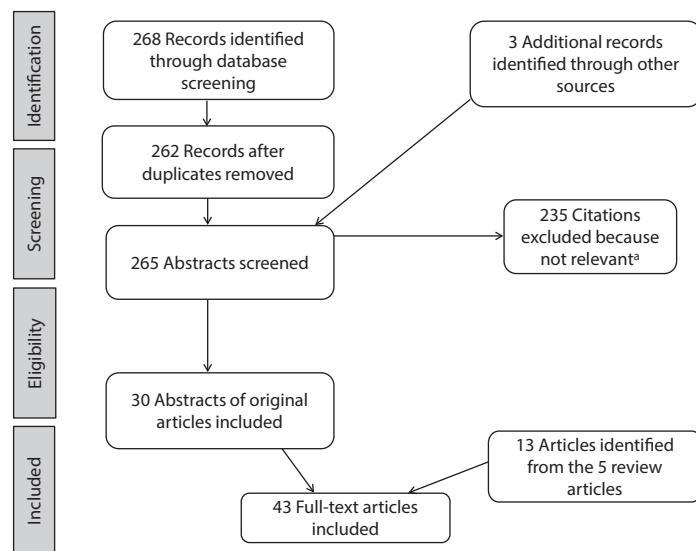 Identification
268 Records identified
through database
screening
3 Additional records
identified through other
sources
262 Records after
duplicates removed
Screening
265 Abstracts screened
235 Citations
excluded because
not relevantᵃ
Eligibility
30 Abstracts of original
articles included
Included
13 Articles identified
from the 5 review
articles
43 Full-text articles
included